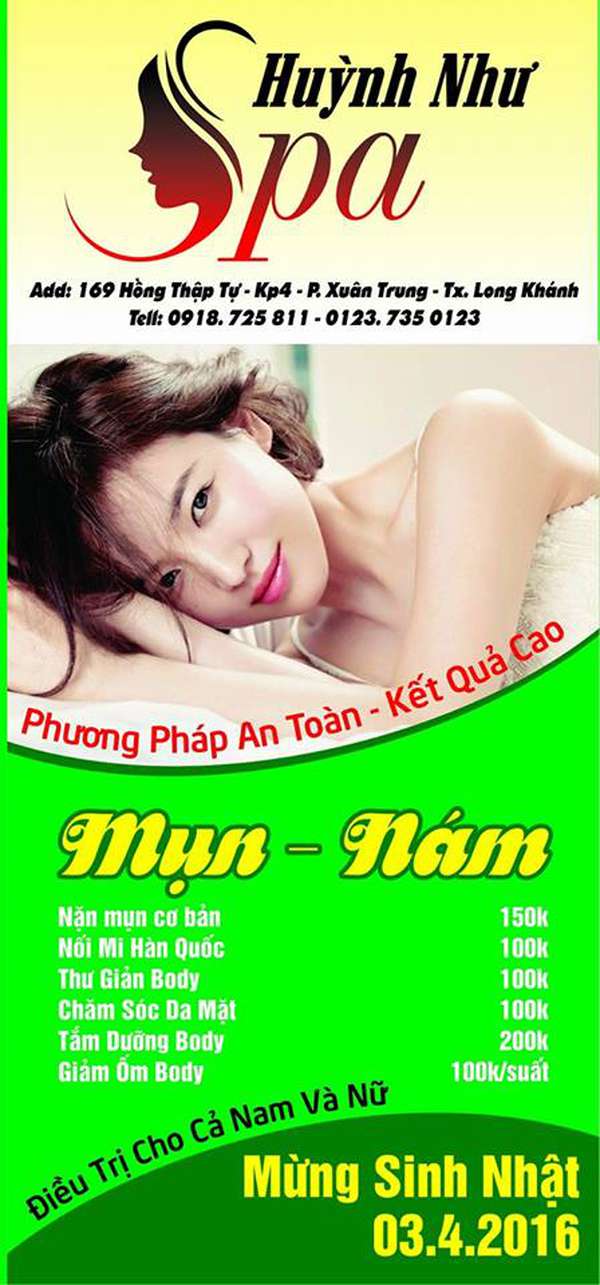 Huỳnh Như
Spa
Add: 169 Hồng Thập Tự - Kp4 - P. Xuân Trung - Tx. Long Khánh
Tell: 0918. 725 811 - 0123. 735 0123
Phương Pháp An Toàn - Kết Quả Cao
Mụn - Nám
Nặn mụn cơ bản 150k
Nối Mi Hàn Quốc 100k
Thư Giản Body 100k
Chăm Sóc Da Mặt 100k
Tắm Dưỡng Body 200k
Giảm Ốm Body 100k/suất
Điều Trị Cho Cả Nam Và Nữ
Mừng Sinh Nhật
03.4.2016